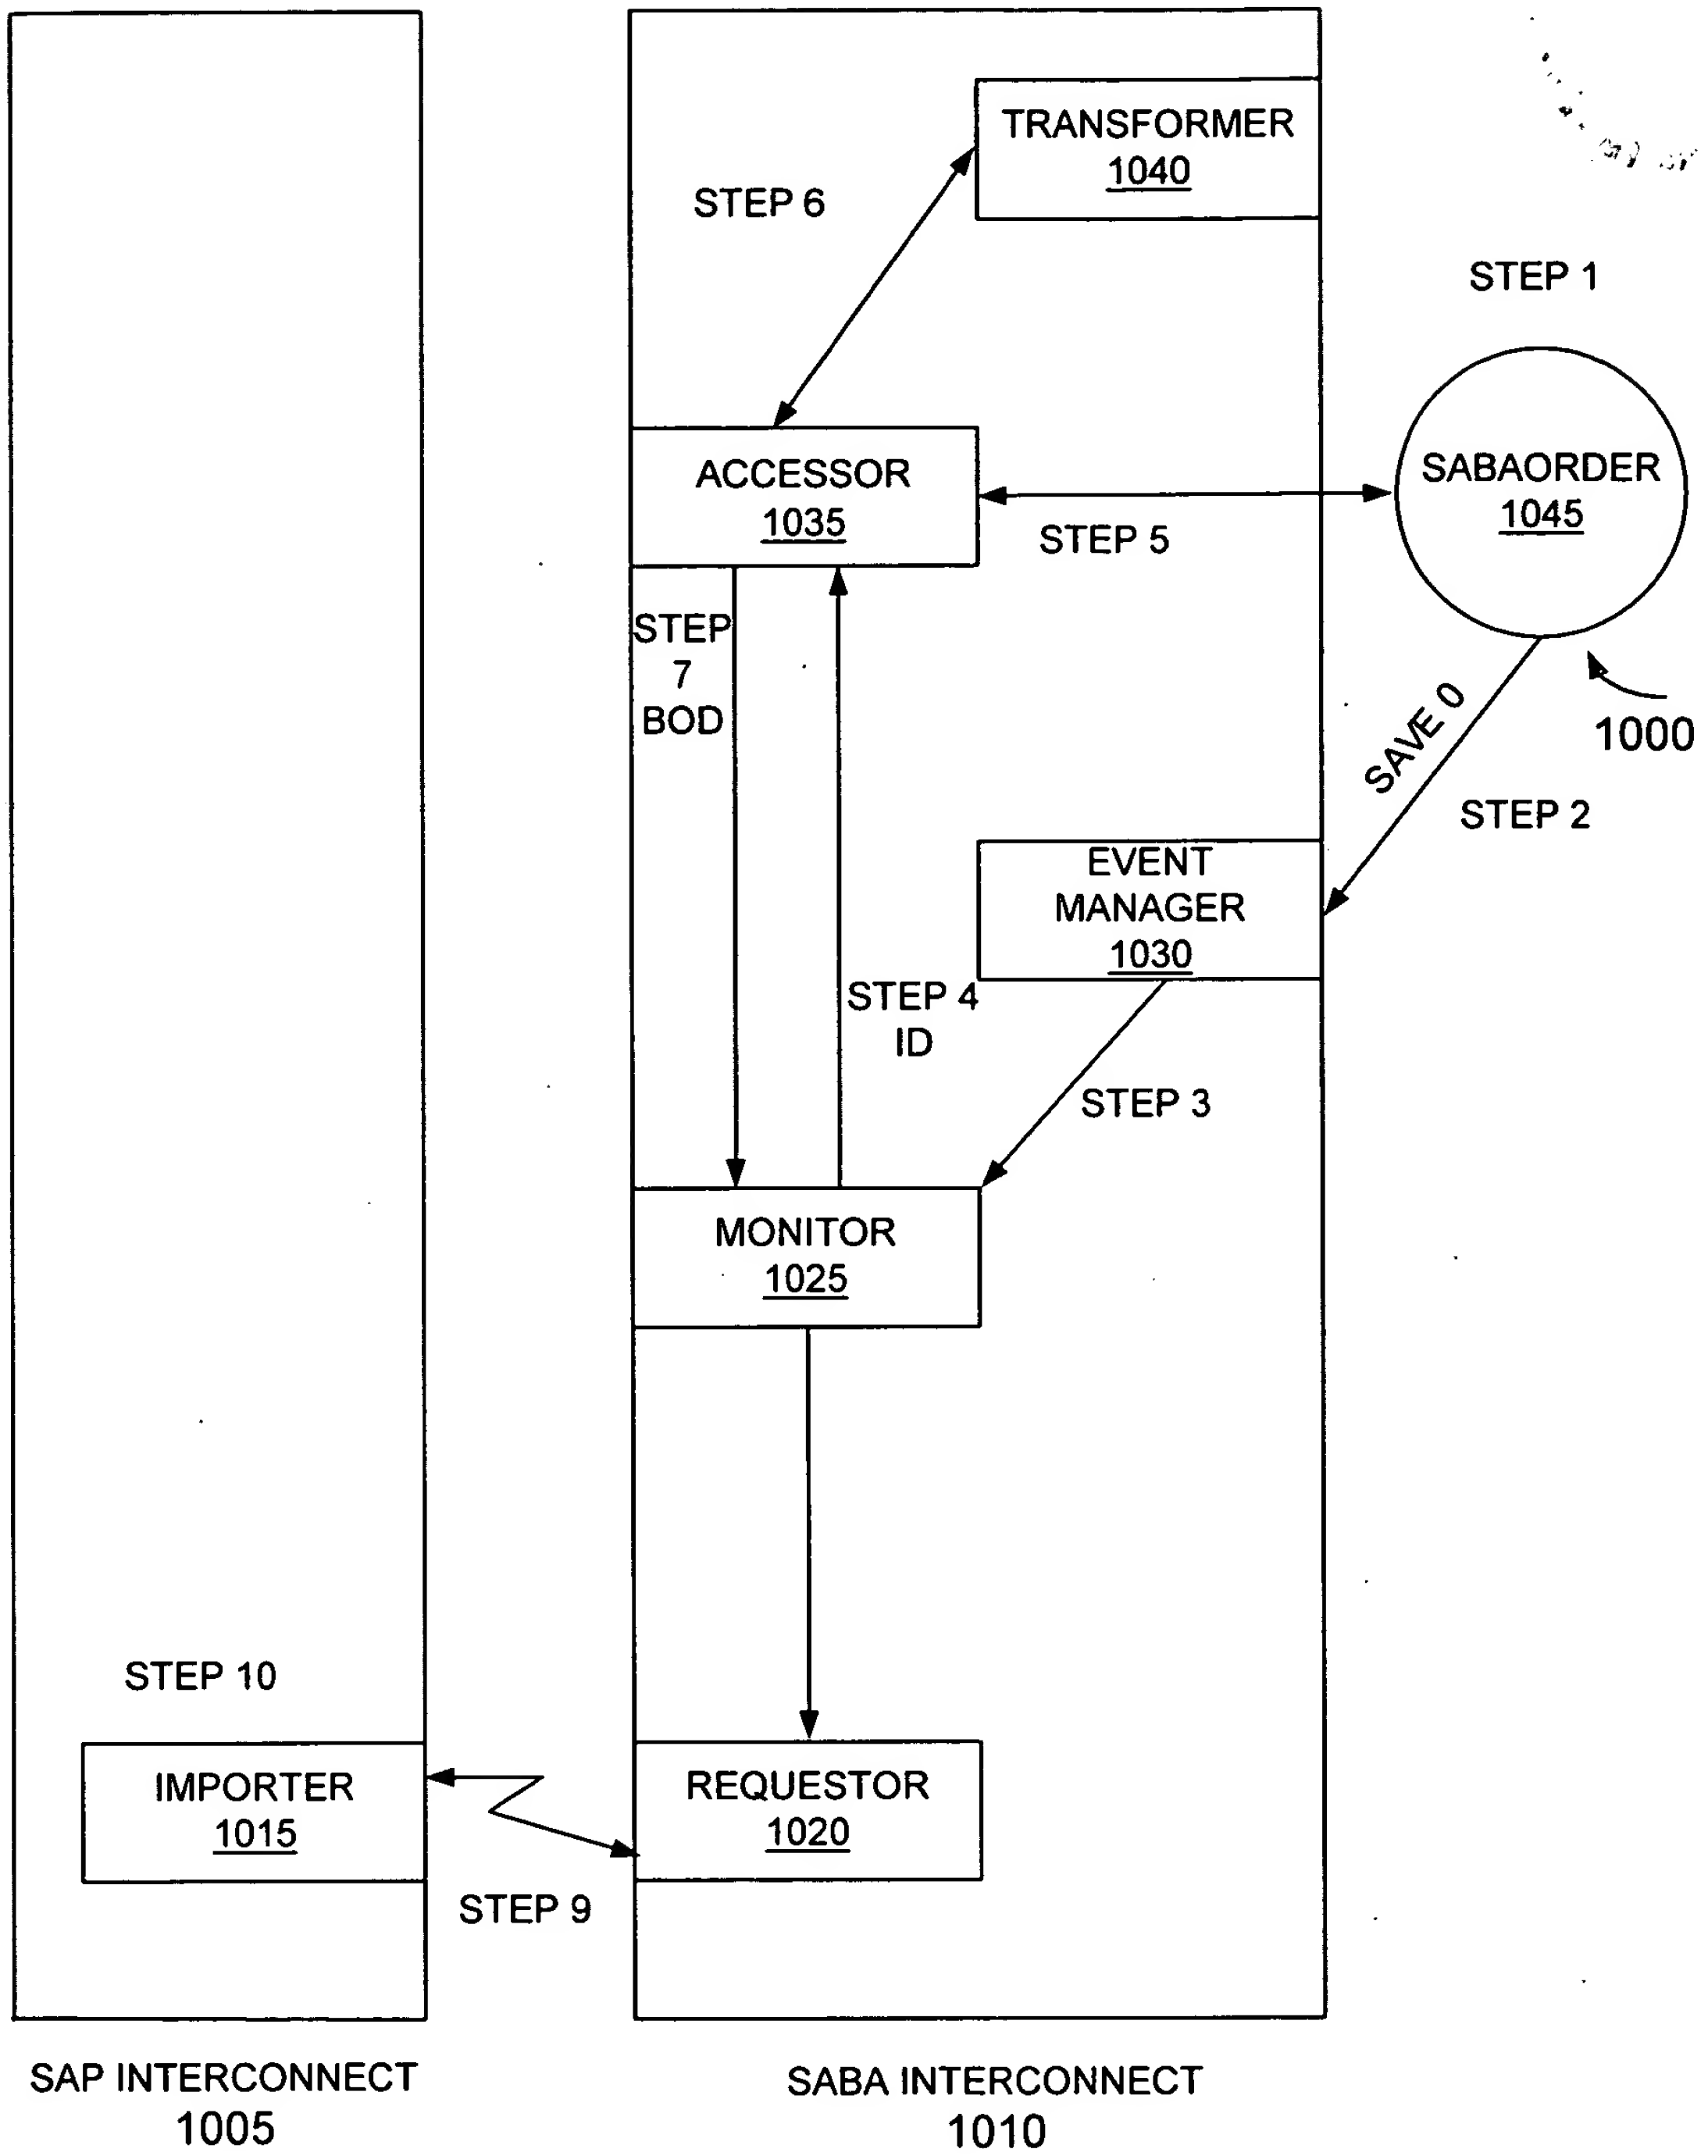 TRANSFORMER
1040
STEP 6
STEP 1
ACCESSOR
1035
SABAORDER
1045
STEP 5
STEP
7
BOD
SAVE 0
1000
STEP 2
EVENT
MANAGER
1030
STEP 4
ID
STEP 3
MONITOR
1025
STEP 10
IMPORTER
1015
REQUESTOR
1020
STEP 9
SAP INTERCONNECT
1005
SABA INTERCONNECT
1010